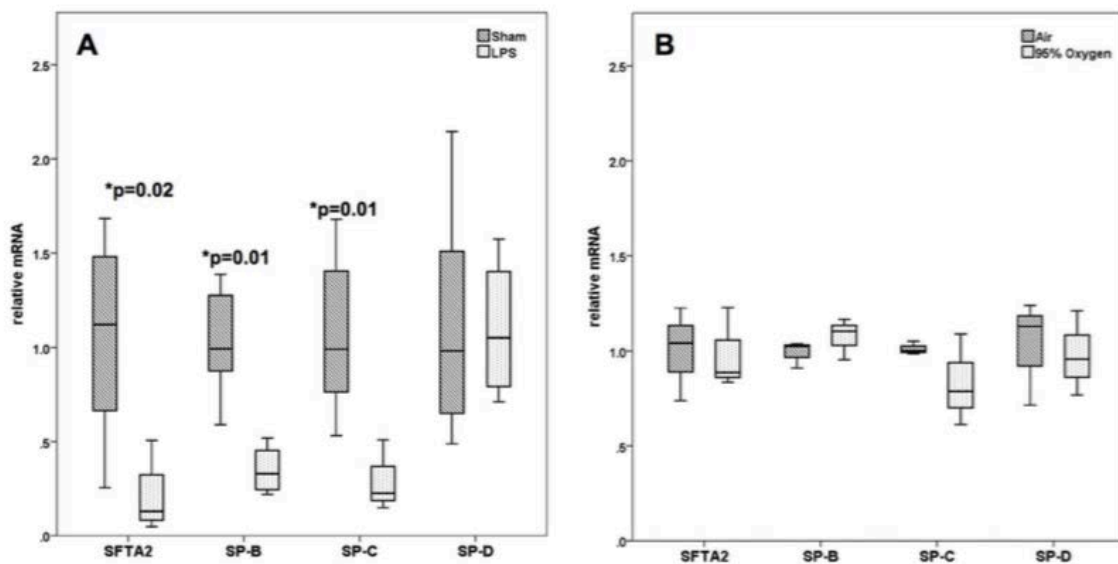 A
Sham
LPS
2.5
2.0
1.5
1.0
.5
.0
relative mRNA
*p=0.02
*p=0.01
*p=0.01
SFTA2 SP-B SP-C SP-D
B
Air
95% Oxygen
2.5
2.0
1.5
1.0
.5
.0
relative mRNA
SFTA2 SP-B SP-C SP-D